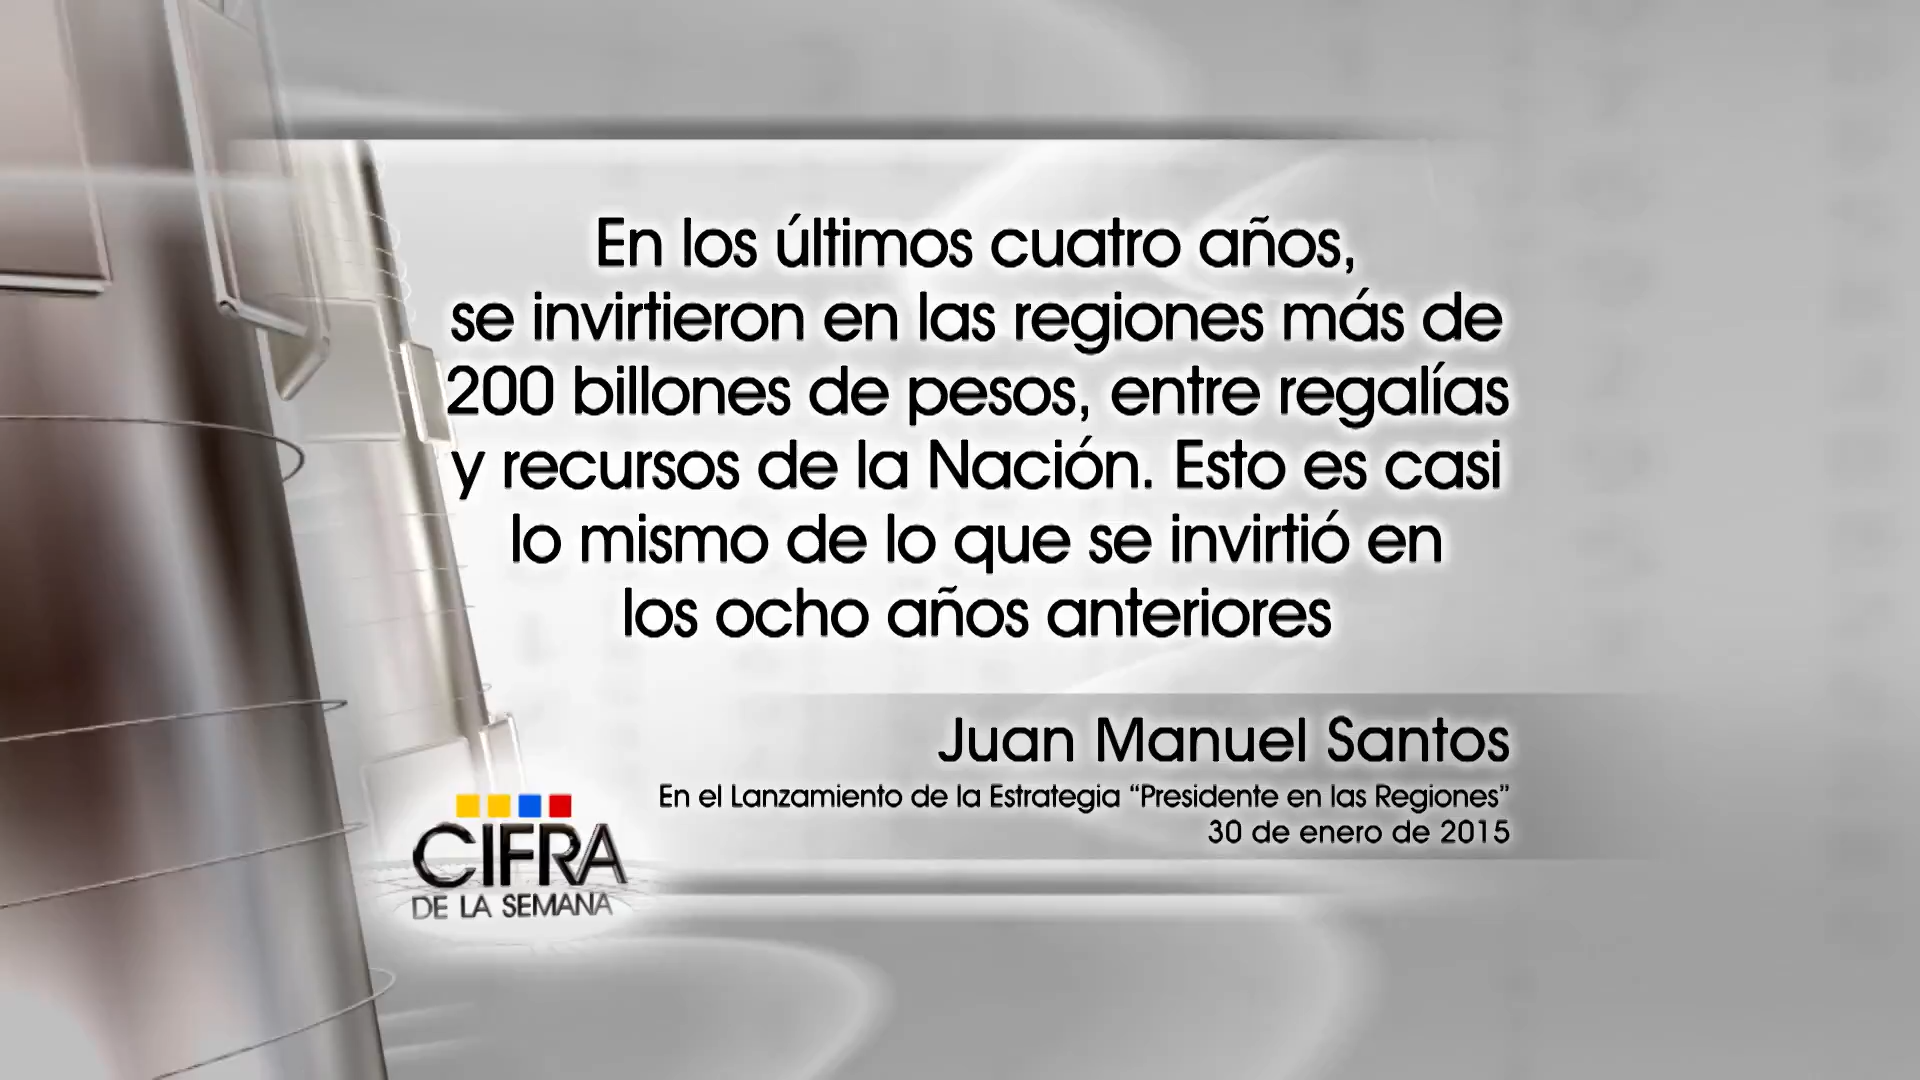 En los últimos cuatro años,
se invirtieron en las regiones más de
200 billones de pesos, entre regalías
y recursos de la Nación. Esto es casi
lo mismo de lo que se invirtió en
los ocho años anteriores
Juan Manuel Santos
En el Lanzamiento de la Estrategia “Presidente en las Regiones”
30 de enero de 2015
CIFRA
DE LA SEMANA